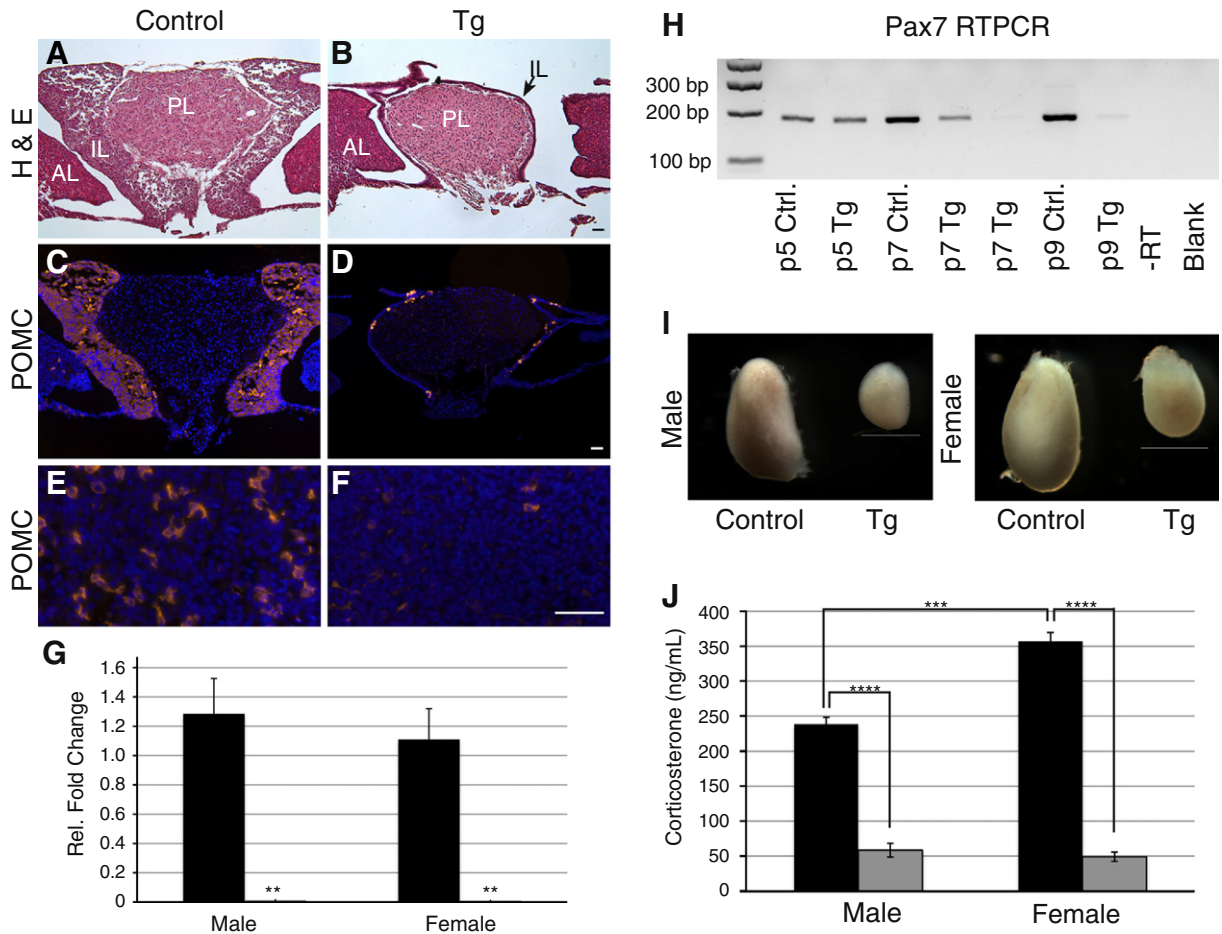 Control
Tg
H & E
A
PL
IL
AL
B
IL
PL
AL
POMC
C
D
POMC
E
F
G
Rel. Fold Change
1.6
1.4
1.2
1.0
0.8
0.6
0.4
0.2
0
**
**
Male
Female
H
Pax7 RTPCR
300 bp
200 bp
100 bp
p5 Ctrl.
p5 Tg
p7 Ctrl.
p7 Tg
p7 Tg
p9 Ctrl.
p9 Tg
-RT
Blank
I
Male
Female
Control
Tg
Control
Tg
J
Corticosterone (ng/mL)
400
350
300
250
200
150
100
50
0
***
****
****
Male
Female